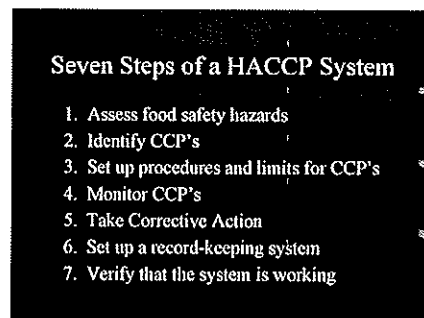 Seven Steps of a HACCP System
1. Assess food safety hazards
2. Identify CCP's
3. Set up procedures and limits for CCP's
4. Monitor CCP's
5. Take Corrective Action
6. Set up a record-keeping system
7. Verify that the system is working